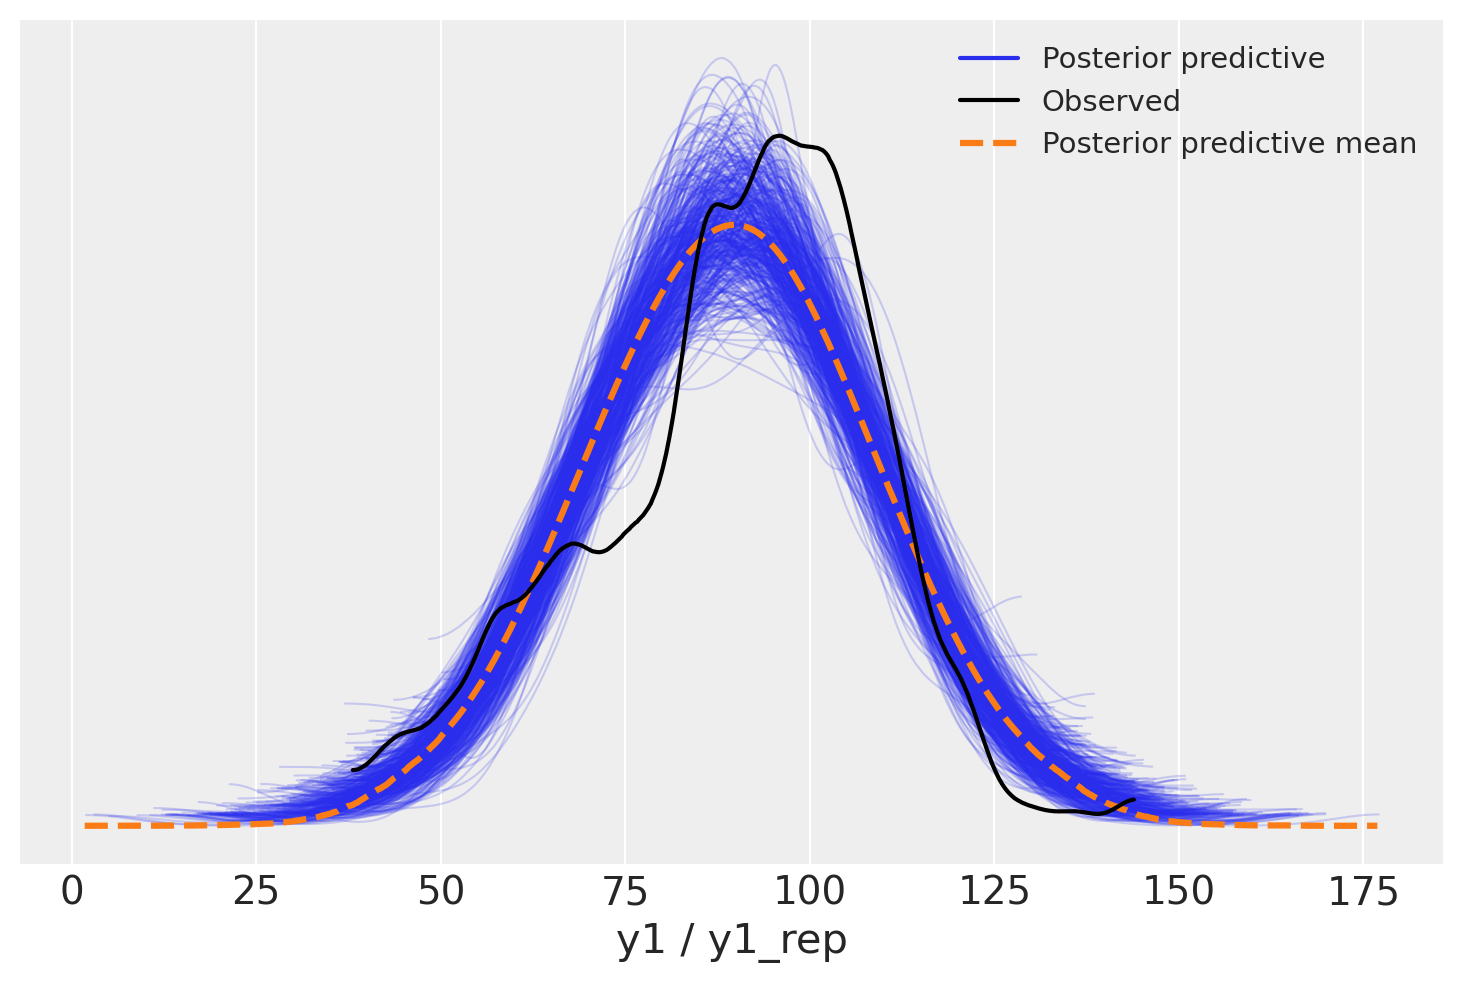 Posterior predictive
Observed
Posterior predictive mean
0 25 50 75 100 125 150 175
y1 / y1_rep